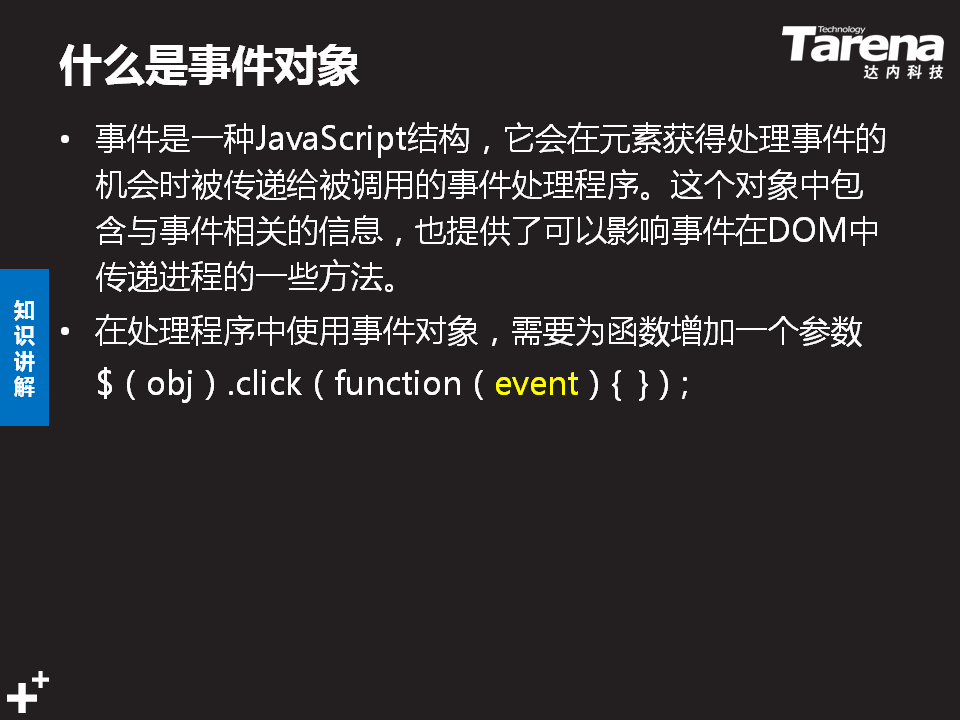 什么是事件对象
Technology
Tarena
达内科技
• 事件是一种JavaScript结构，它会在元素获得处理事件的
机会时被传递给被调用的事件处理程序。这个对象中包
含与事件相关的信息，也提供了可以影响事件在DOM中
传递进程的一些方法。
• 在处理程序中使用事件对象，需要为函数增加一个参数
$（obj）.click（function（event）{ }）;
知
识
讲
解